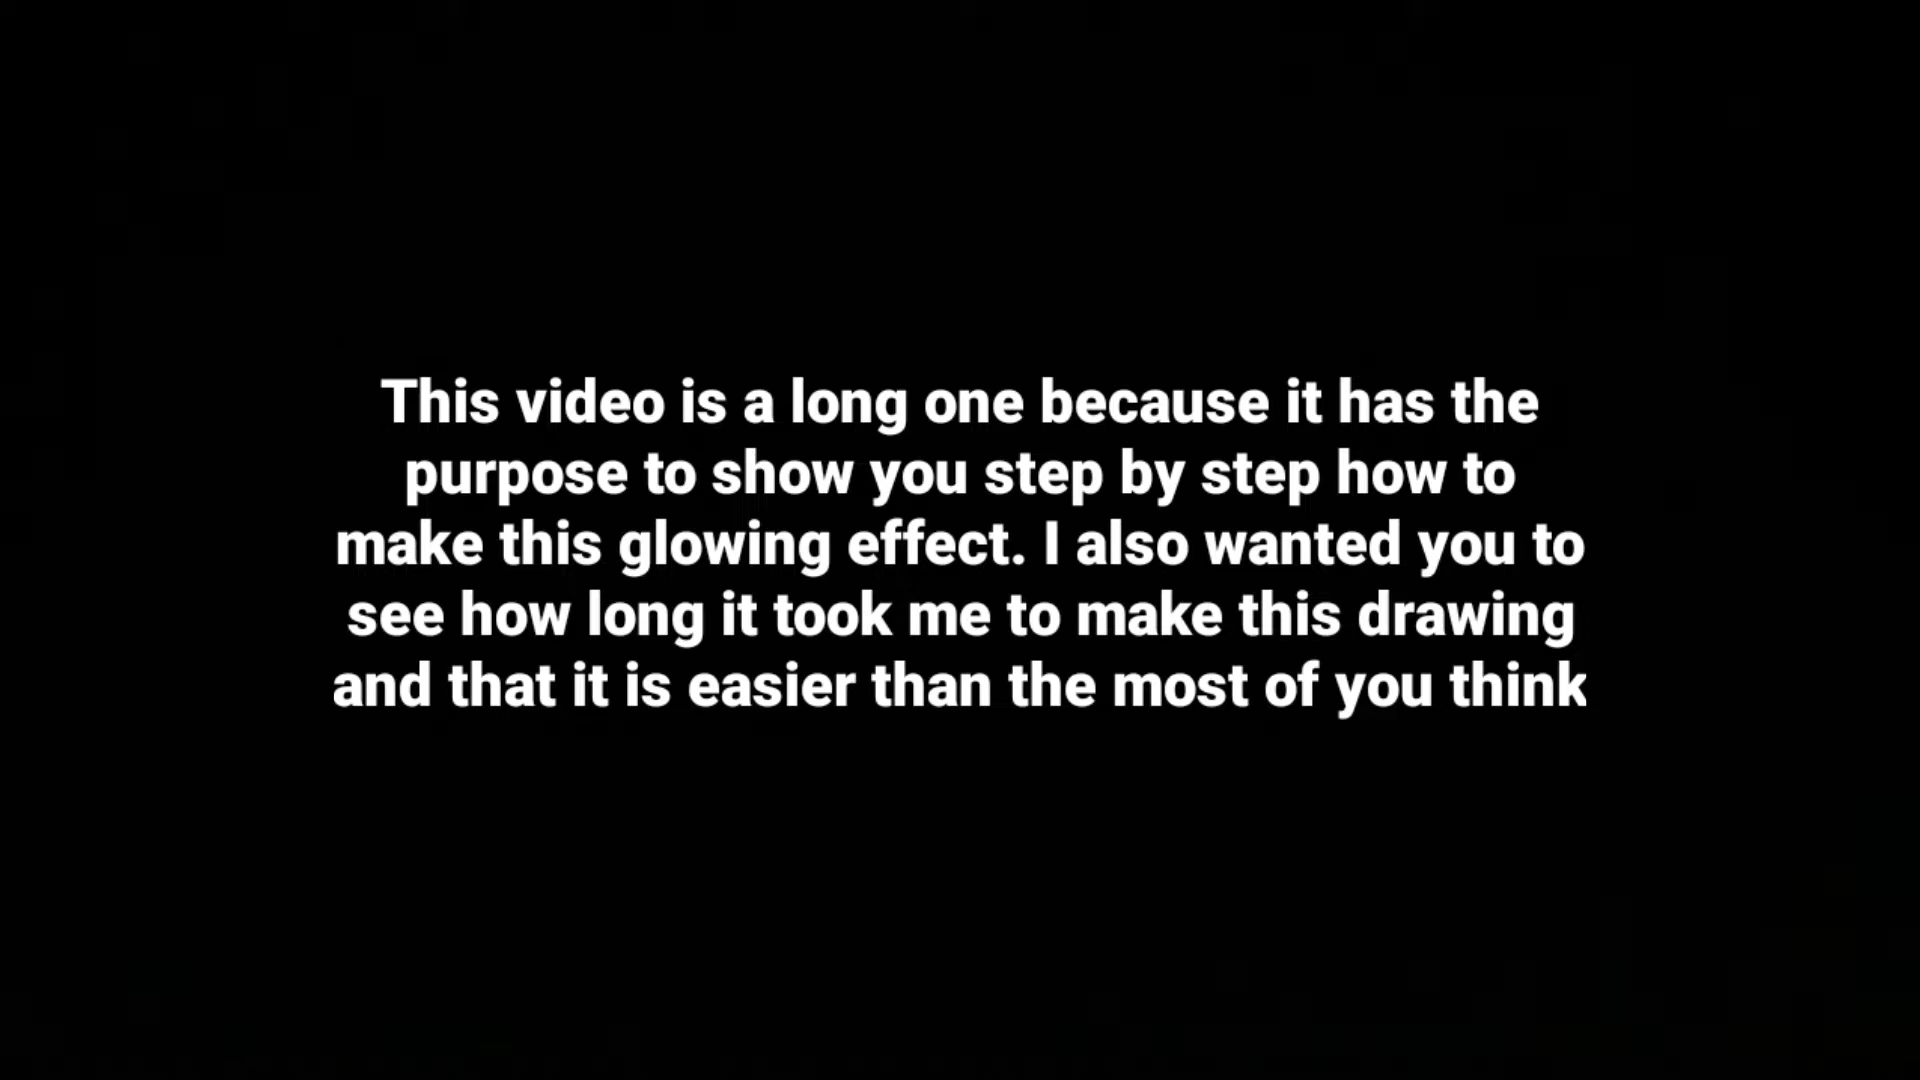 This video is a long one because it has the
purpose to show you step by step how to
make this glowing effect. I also wanted you to
see how long it took me to make this drawing
and that it is easier than the most of you think